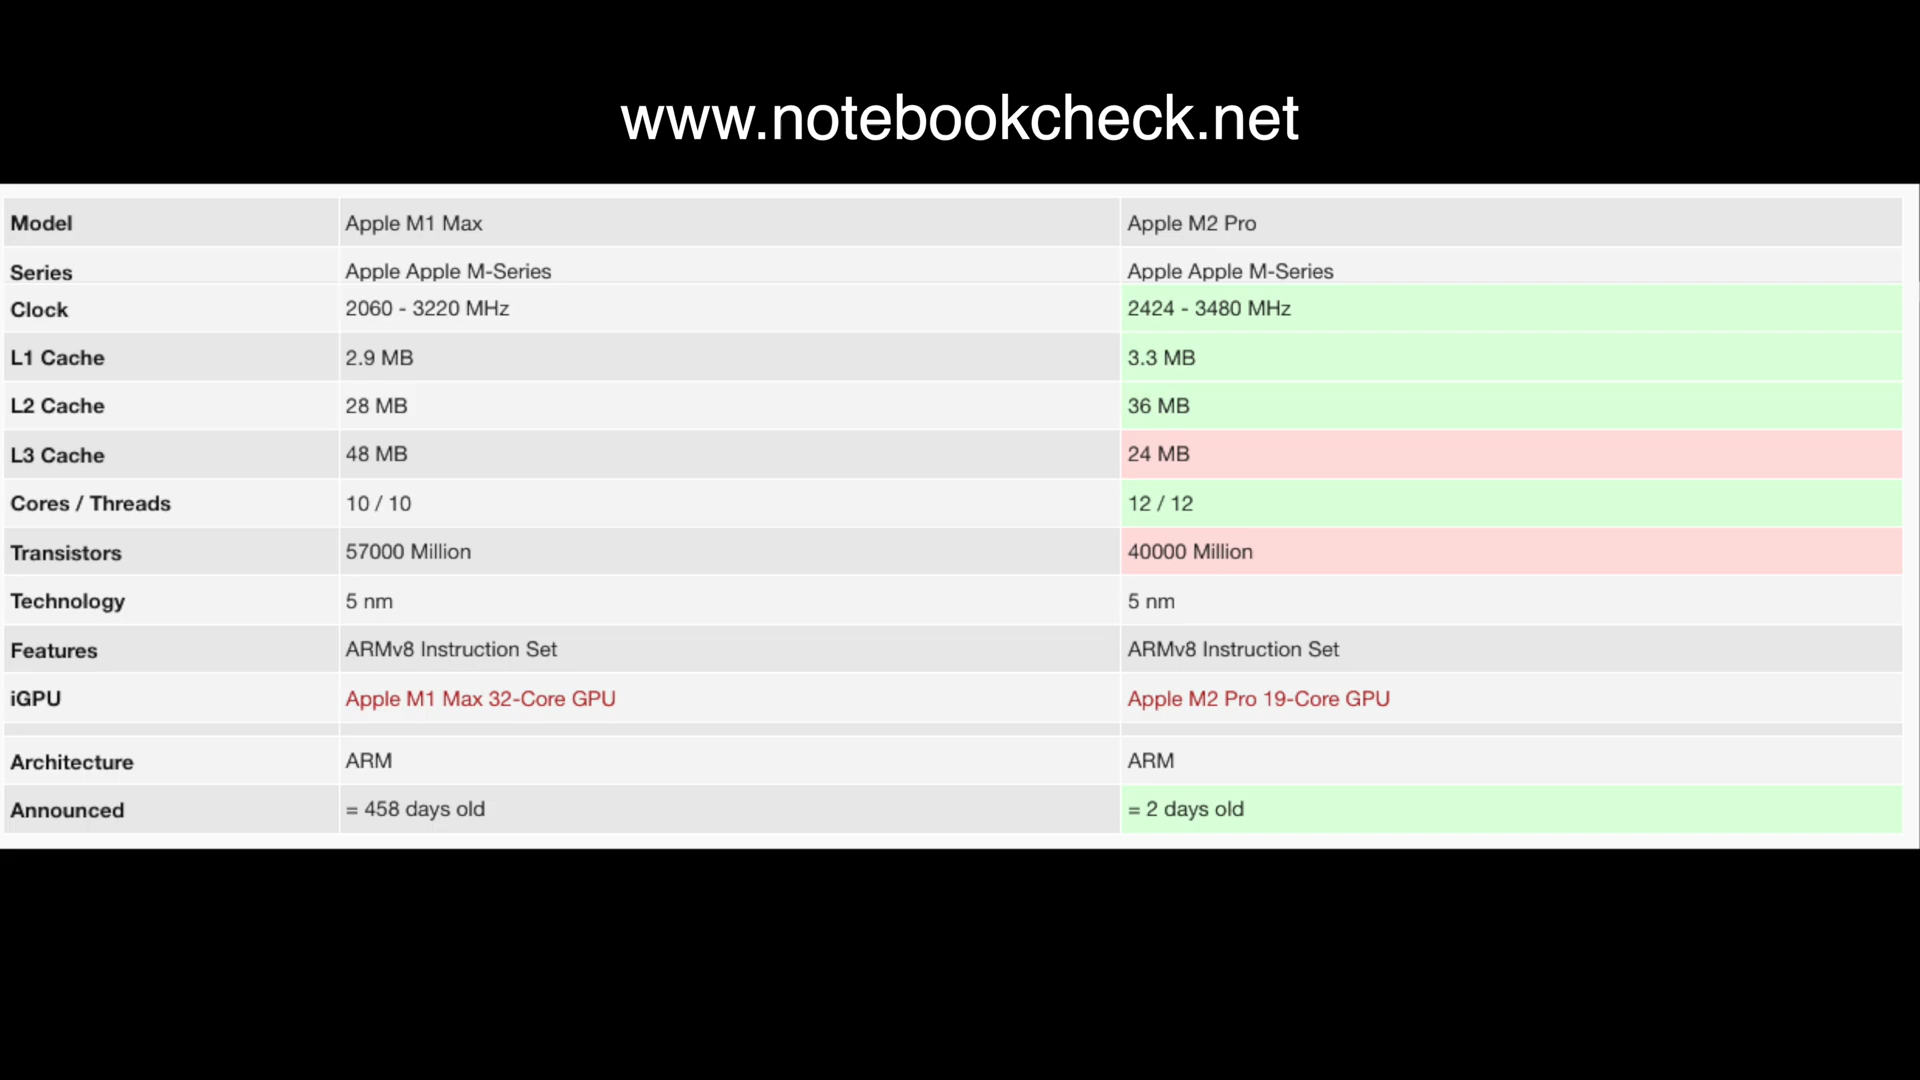 www.notebookcheck.net
Model Apple M1 Max Apple M2 Pro
Series Apple Apple M-Series Apple Apple M-Series
Clock 2060 - 3220 MHz 2424 - 3480 MHz
L1 Cache 2.9 MB 3.3 MB
L2 Cache 28 MB 36 MB
L3 Cache 48 MB 24 MB
Cores / Threads 10 / 10 12 / 12
Transistors 57000 Million 40000 Million
Technology 5 nm 5 nm
Features ARMv8 Instruction Set ARMv8 Instruction Set
iGPU Apple M1 Max 32-Core GPU Apple M2 Pro 19-Core GPU
Architecture ARM ARM
Announced = 458 days old = 2 days old